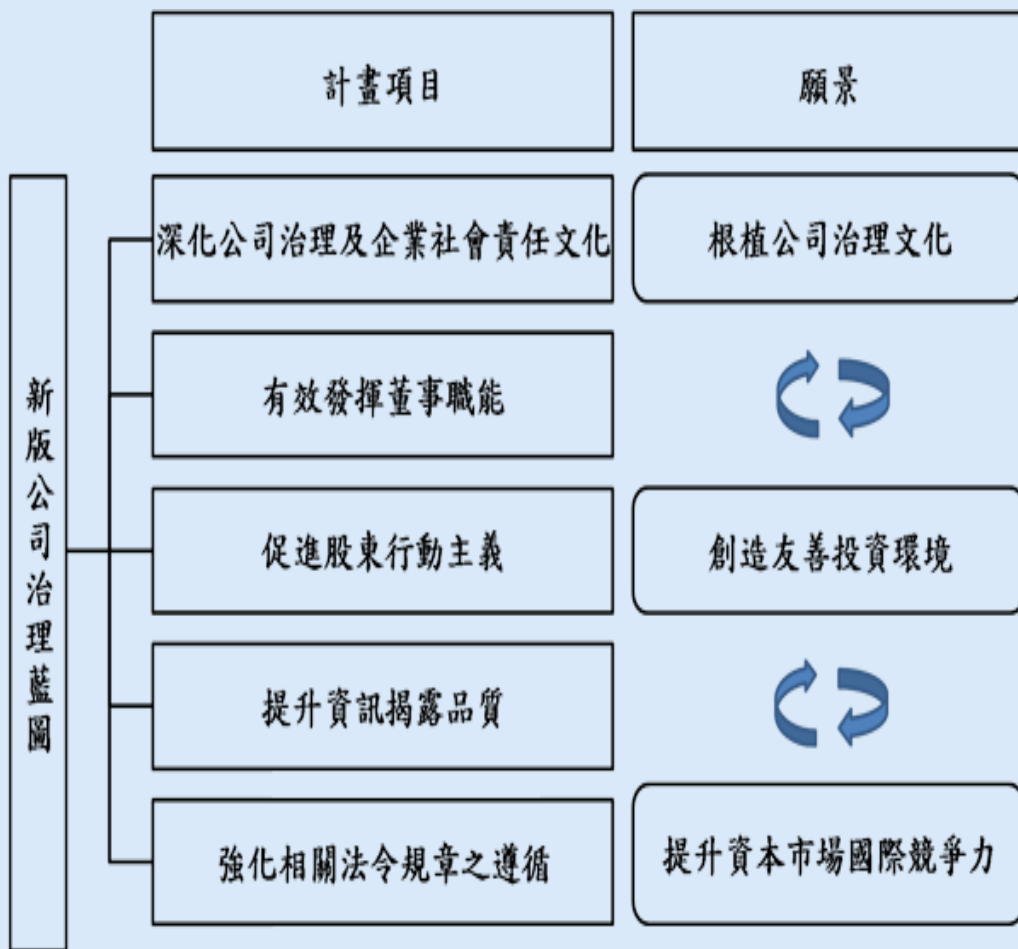 計畫項目
願景
新版公司治理藍圖
深化公司治理及企業社會責任文化
根植公司治理文化
有效發揮董事職能
促進股東行動主義
創造友善投資環境
提升資訊揭露品質
強化相關法令規章之遵循
提升資本市場國際競爭力